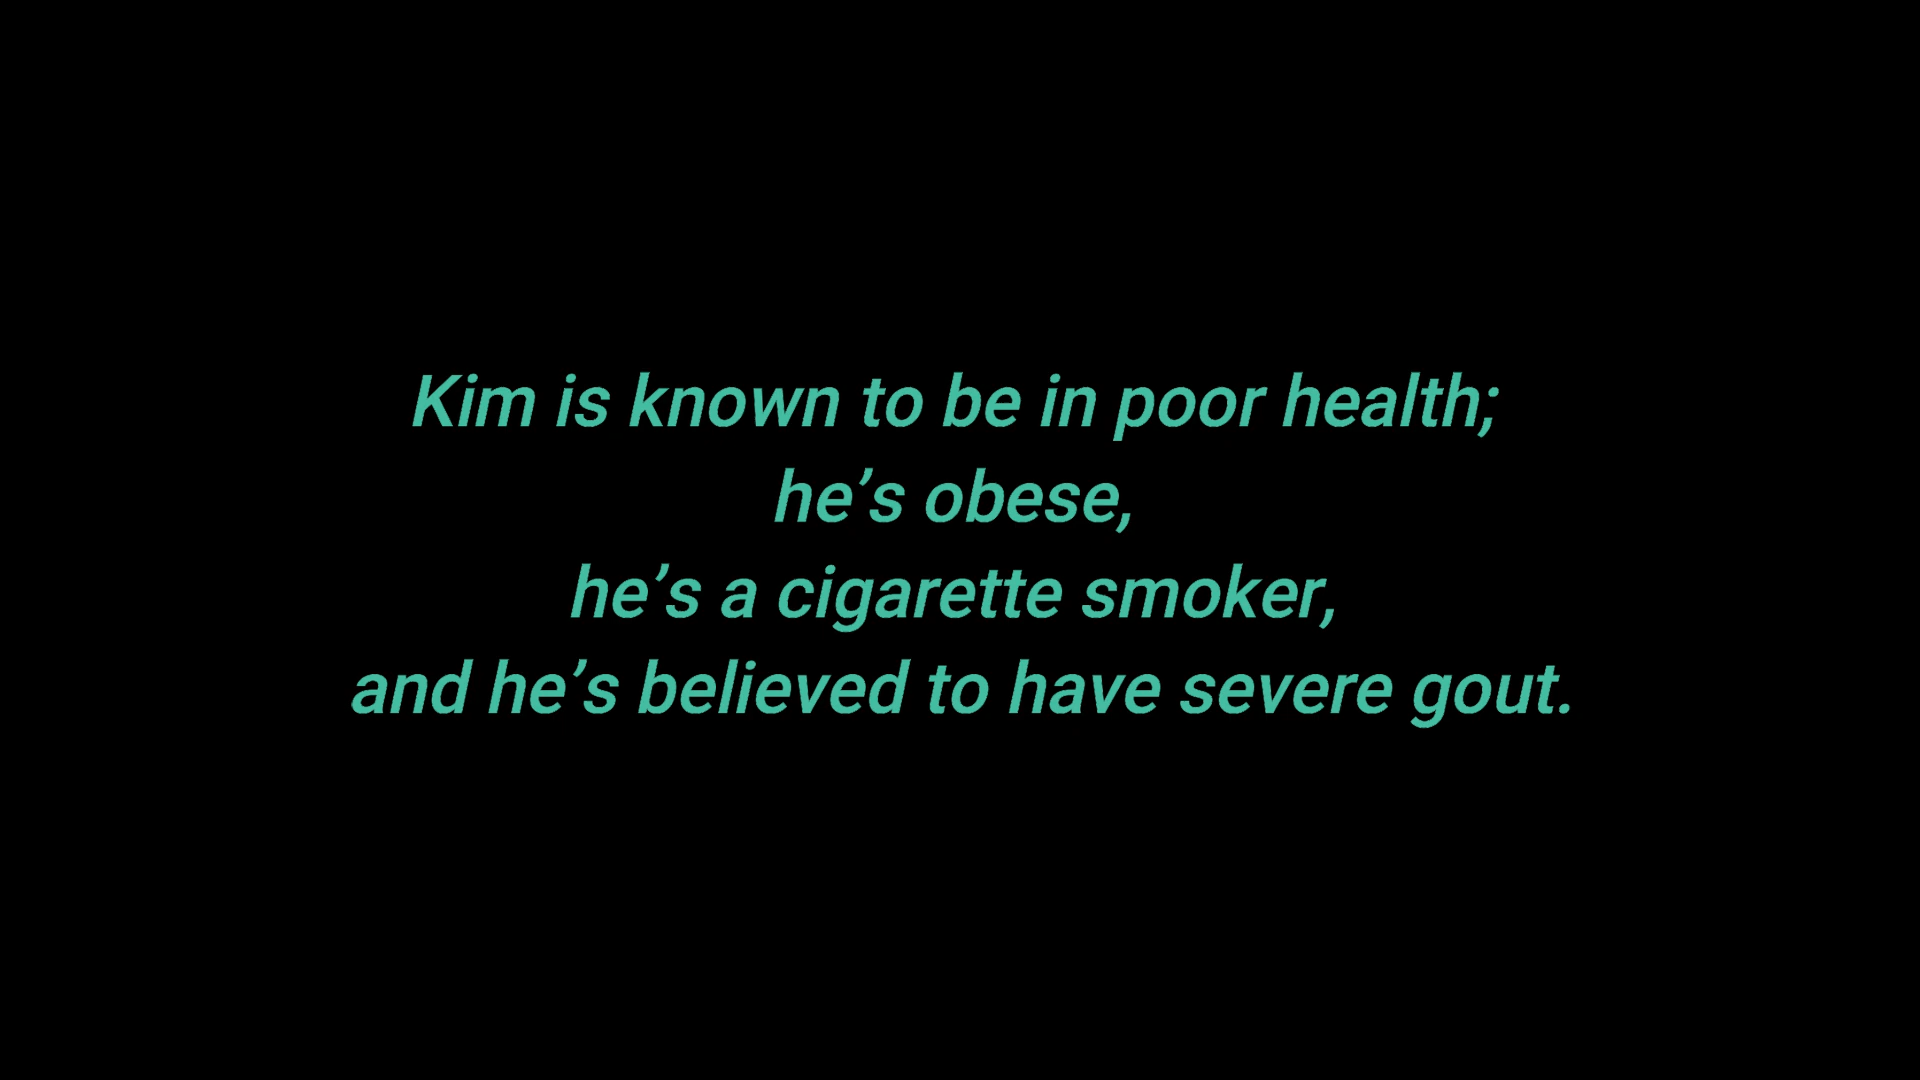 Kim is known to be in poor health;
he’s obese,
he’s a cigarette smoker,
and he’s believed to have severe gout.